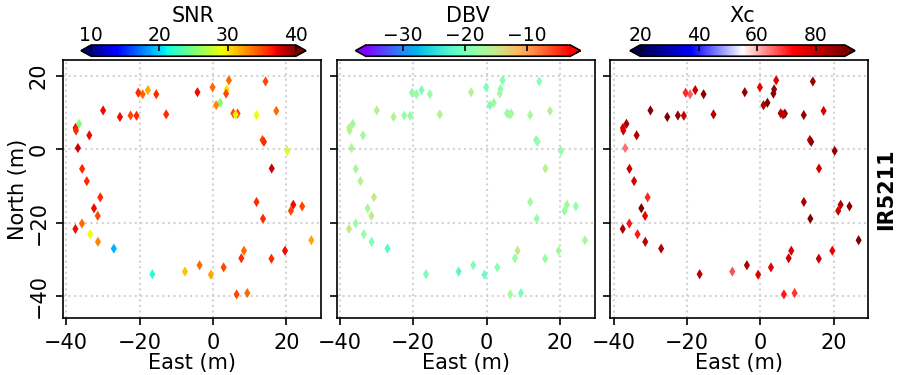 SNR DBV Xc
10 20 30 40 −30 −20 −10 20 40 60 80
20
0
−20
−40
North (m)
−40 −20 0 20 −40 −20 0 20 −40 −20 0 20
East (m) East (m) East (m)
IR5211